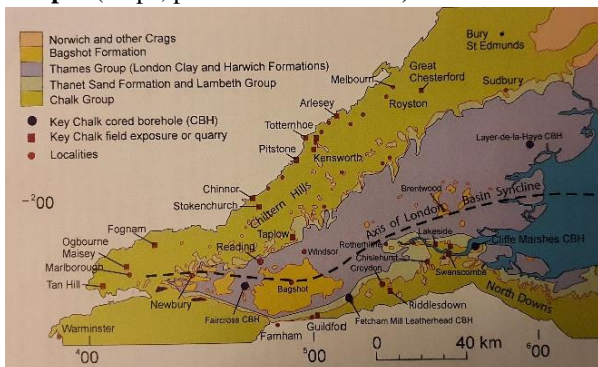 Norwich and other Crags
Bagshot Formation
Thames Group (London Clay and Harwich Formations)
Thanet Sand Formation and Lambeth Group
Chalk Group
Key Chalk cored borehole (CBH)
Key Chalk field exposure or quarry
Localities
Bury
St Edmunds
Great
Chesterford
Melbourn
Sudbury
Royston
Arlesey
Totternhoe
Pitstone
Kensworth
Layer-de-la-Haye CBH
Chinnor
Stokenchurch
Chiltern Hills
Brentwood
Axis of London Basin Syncline
-200
Fognam
Taplow
Lakeside
Cliffe Marshes CBH
Ogbourne
Maisey
Reading
Windsor
Rotherhithe
Marlborough
Chislehurst
Croydon
Swanscombe
Tan Hill
Bagshot
Newbury
Riddlesdown
North Downs
Faircross CBH
Fetcham Mill Leatherhead CBH
Warminster
Farnham
Guildford
400
500
0
40 km
600